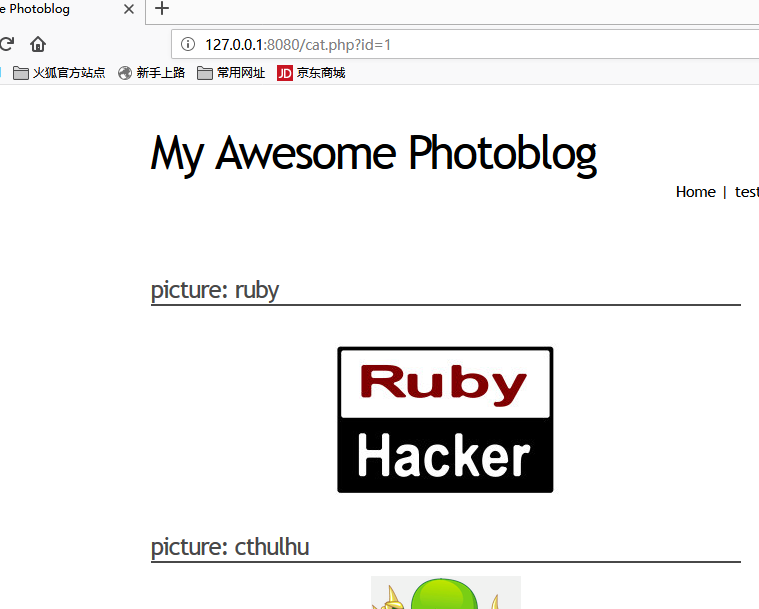 e Photoblog
127.0.0.1:8080/cat.php?id=1
火狐官方站点 新手上路 常用网址 JD 京东商城
My Awesome Photoblog
Home | test
picture: ruby
Ruby
Hacker
picture: cthulhu